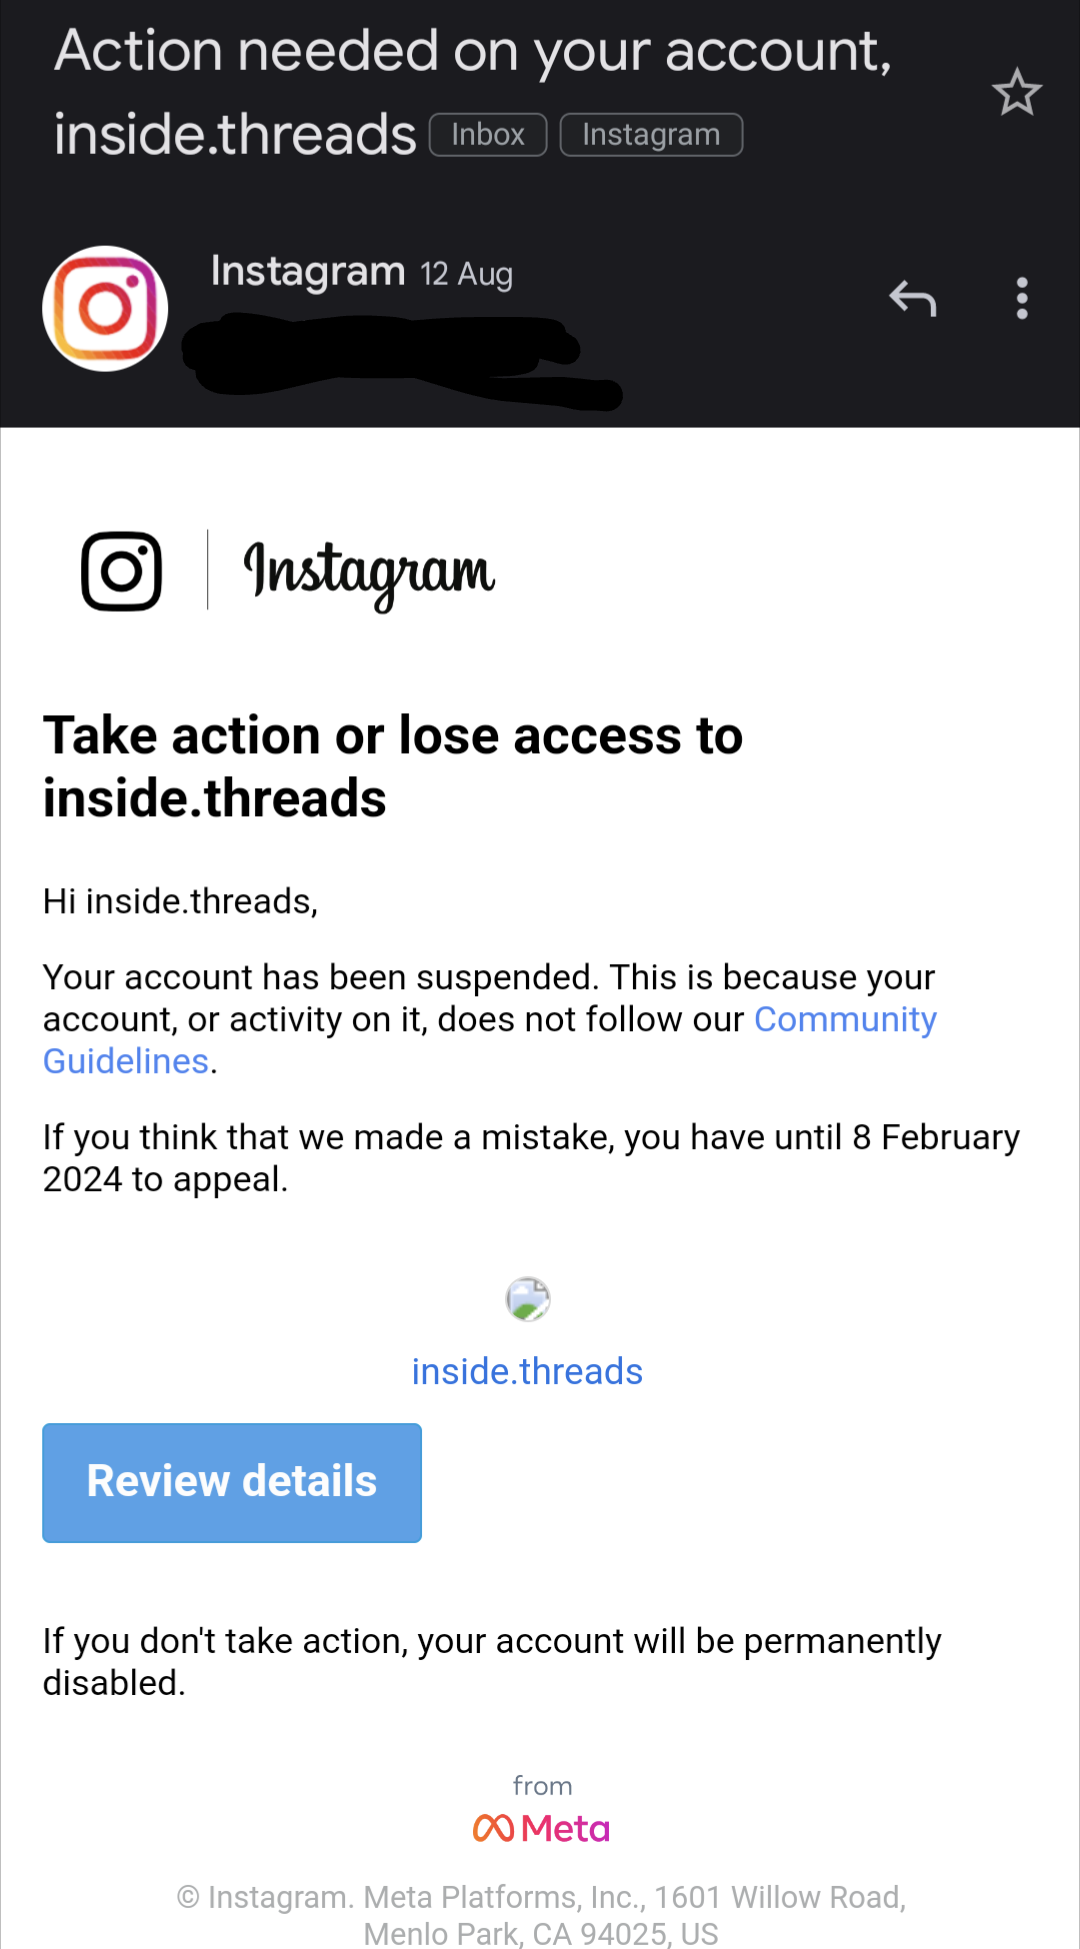 Action needed on your account,
inside.threads Inbox Instagram
Instagram 12 Aug
Instagram
Take action or lose access to
inside.threads
Hi inside.threads,
Your account has been suspended. This is because your
account, or activity on it, does not follow our Community
Guidelines.
If you think that we made a mistake, you have until 8 February
2024 to appeal.
inside.threads
Review details
If you don't take action, your account will be permanently
disabled.
from
Meta
© Instagram. Meta Platforms, Inc., 1601 Willow Road,
Menlo Park, CA 94025, US